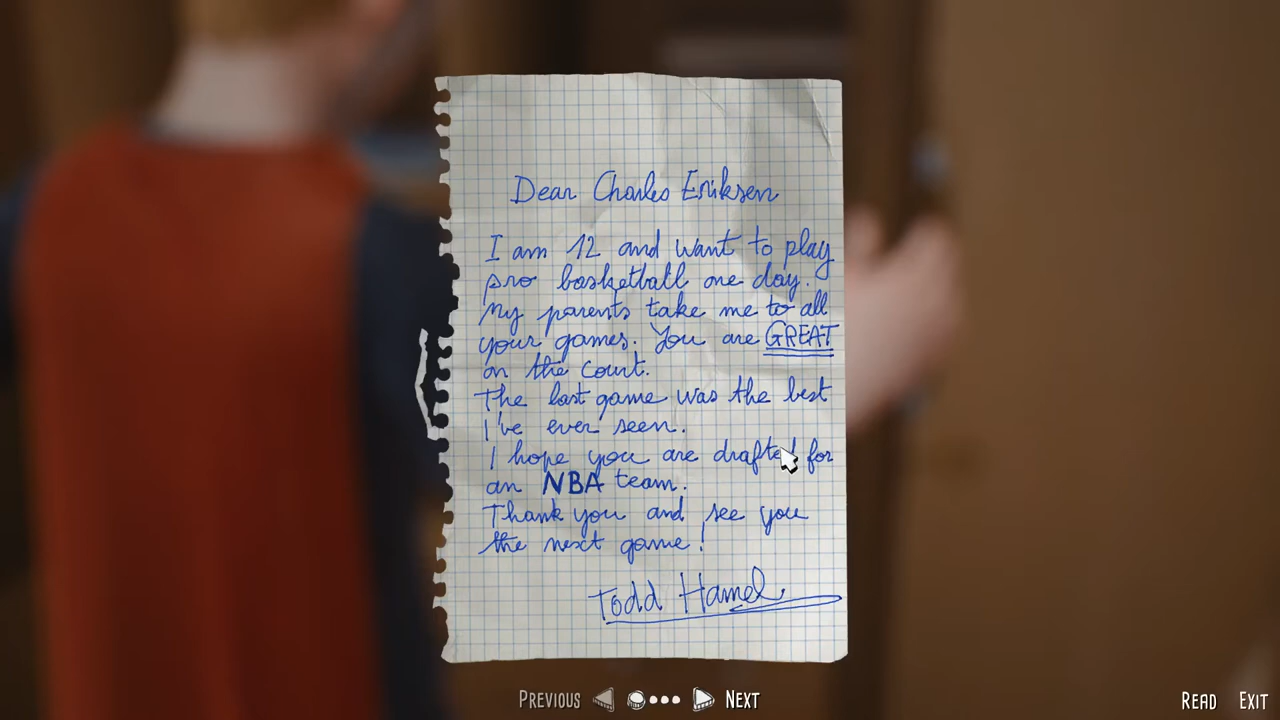 Dear Charles Eriksen
I am 12 and want to play
pro basketball one day.
My parents take me to all
your games. You are GREAT
on the court.
The last game was the best
I've ever seen.
I hope you are drafted for
an NBA team.
Thank you and see you
the next game!
Todd Hamel
PREVIOUS NEXT READ EXIT